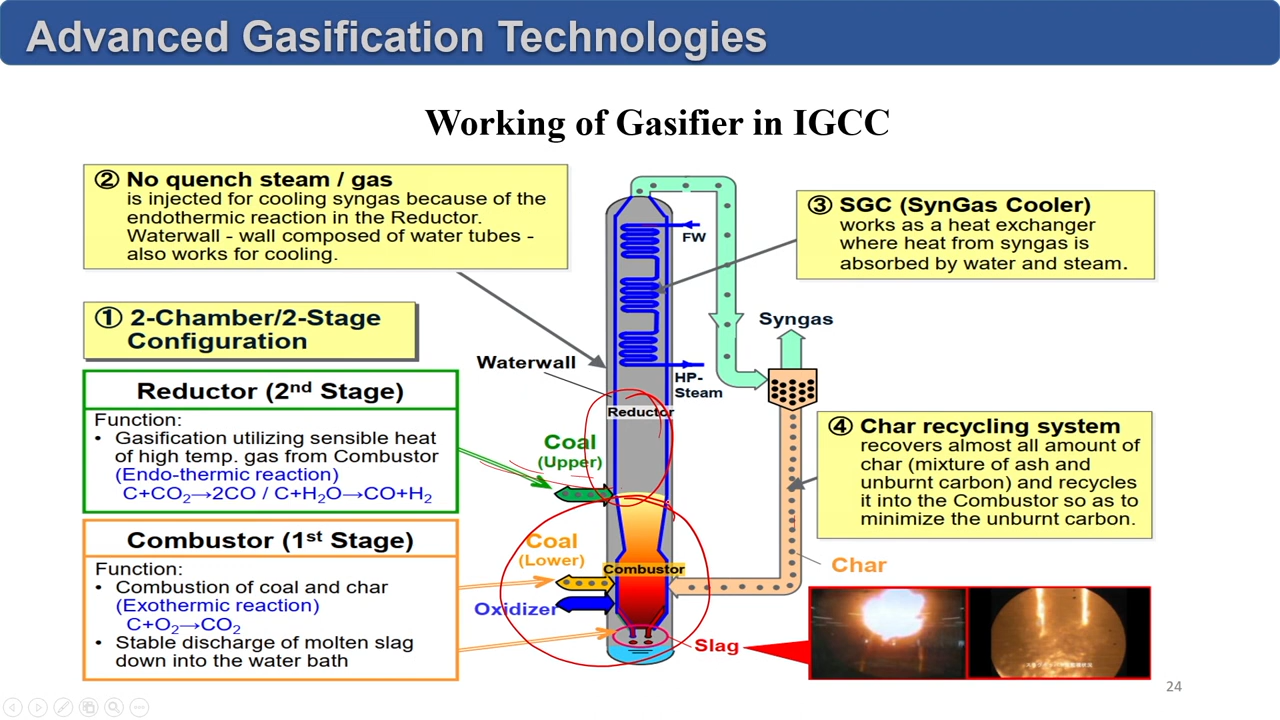 Advanced Gasification Technologies
Working of Gasifier in IGCC
② No quench steam / gas
is injected for cooling syngas because of the
endothermic reaction in the Reductor.
Waterwall - wall composed of water tubes -
also works for cooling.
③ SGC (SynGas Cooler)
works as a heat exchanger
where heat from syngas is
absorbed by water and steam.
① 2-Chamber/2-Stage
Configuration
FW
Syngas
Waterwall
HP-
Steam
Reductor
Reductor (2nd Stage)
Function:
• Gasification utilizing sensible heat
of high temp. gas from Combustor
(Endo-thermic reaction)
C+CO₂→2CO / C+H₂O→CO+H₂
Coal
(Upper)
④ Char recycling system
recovers almost all amount of
char (mixture of ash and
unburnt carbon) and recycles
it into the Combustor so as to
minimize the unburnt carbon.
Combustor (1st Stage)
Function:
• Combustion of coal and char
(Exothermic reaction)
C+O₂→CO₂
• Stable discharge of molten slag
down into the water bath
Coal
(Lower)
Combustor
Char
Oxidizer
Slag
24